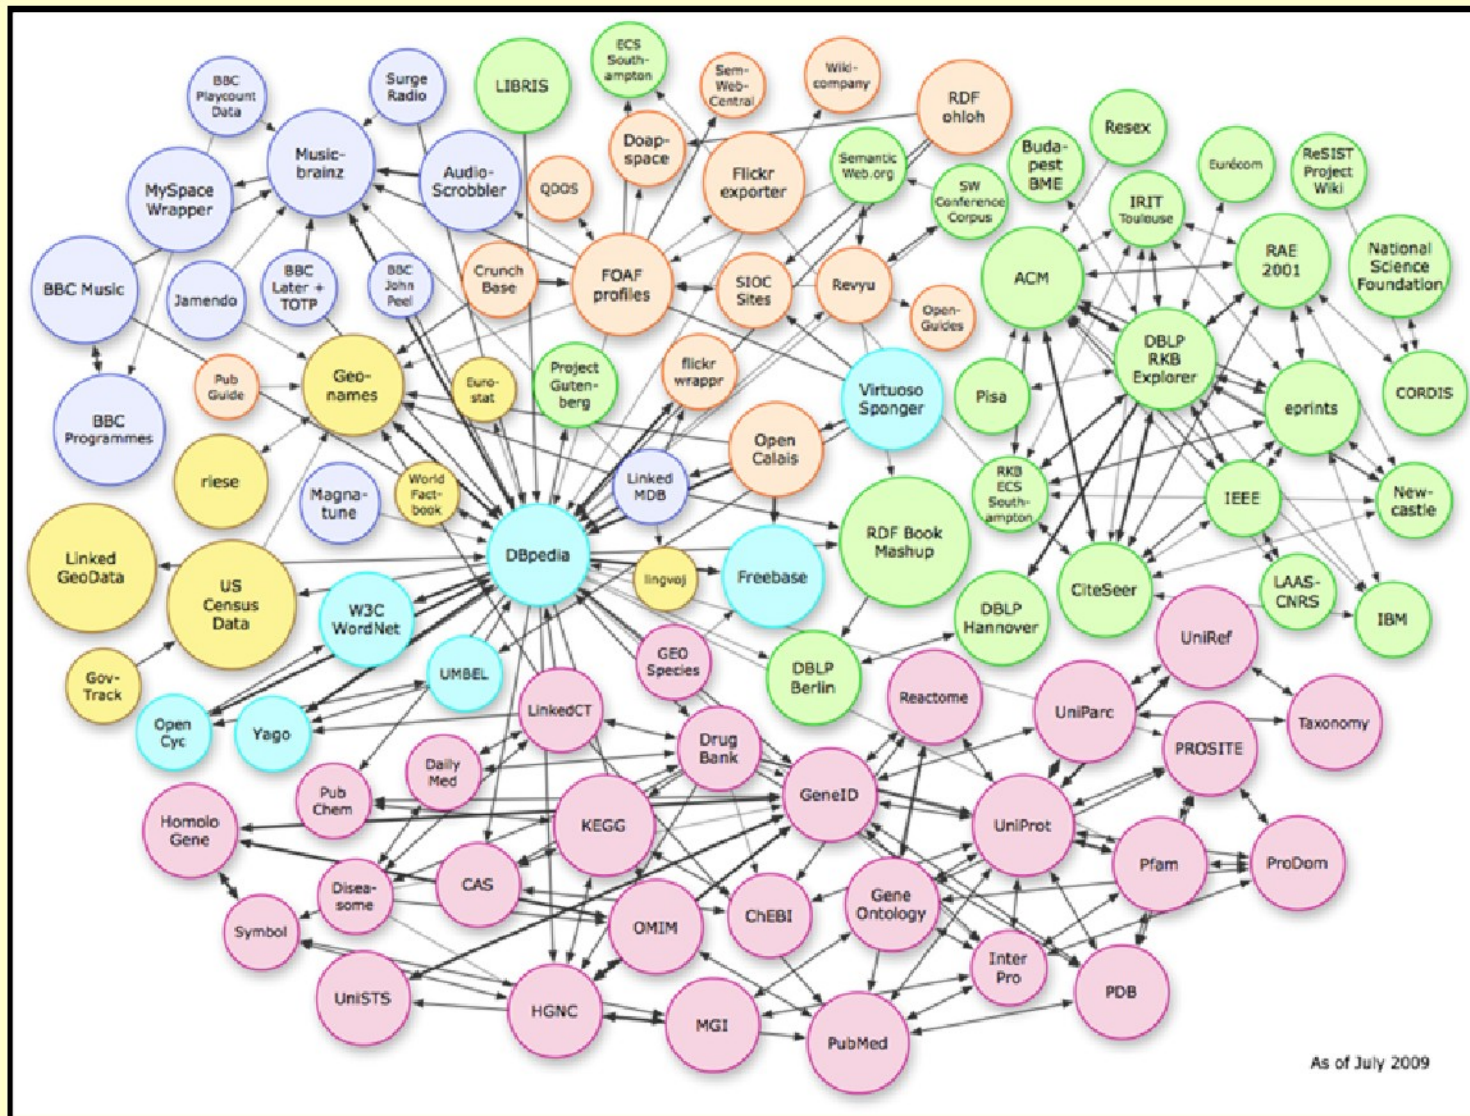 BBC
Playcount
Data
Surge
Radio
LIBRIS
ECS
South-
ampton
Sem-
Web-
Central
Wiki-
company
RDF
ohloh
Music-
brainz
Audio-
Scrobbler
MySpace
Wrapper
QDOS
Doap-
space
Flickr
exporter
Semantic
Web.org
SW
Conference
Corpus
Buda-
pest
BME
Resex
Eurécom
ReSIST
Project
Wiki
IRIT
Toulouse
BBC Music
Jamendo
BBC
Later +
TOTP
BBC
John
Peel
Crunch
Base
FOAF
profiles
SIOC
Sites
Revyu
Open-
Guides
ACM
RAE
2001
National
Science
Foundation
Pub
Guide
Geo-
names
Euro-
stat
Project
Guten-
berg
flickr
wrappr
Virtuoso
Sponger
Pisa
DBLP
RKB
Explorer
eprints
CORDIS
BBC
Programmes
riese
Magna-
tune
World
Fact-
book
Linked
MDB
Open
Calais
RKB
ECS
South-
ampton
IEEE
New-
castle
Linked
GeoData
US
Census
Data
W3C
WordNet
DBpedia
lingvoj
Freebase
RDF Book
Mashup
DBLP
Hannover
CiteSeer
LAAS-
CNRS
IBM
Gov-
Track
Open
Cyc
Yago
UMBEL
LinkedCT
GEO
Species
DBLP
Berlin
Reactome
UniParc
UniRef
Taxonomy
PROSITE
Pub
Chem
Daily
Med
Drug
Bank
GeneID
Homolo
Gene
KEGG
UniProt
Pfam
ProDom
Symbol
Disea-
some
CAS
OMIM
ChEBI
Gene
Ontology
Inter
Pro
PDB
UniSTS
HGNC
MGI
PubMed
As of July 2009